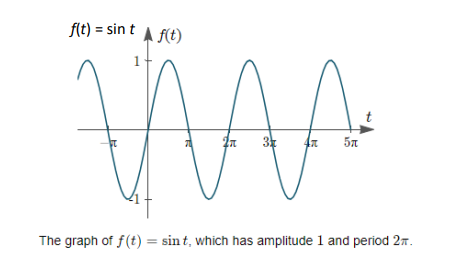 f(t) = sin t
f(t)
1
t
-π π 2π 3π 4π 5π
-1
The graph of f(t) = sin t, which has amplitude 1 and period 2π.